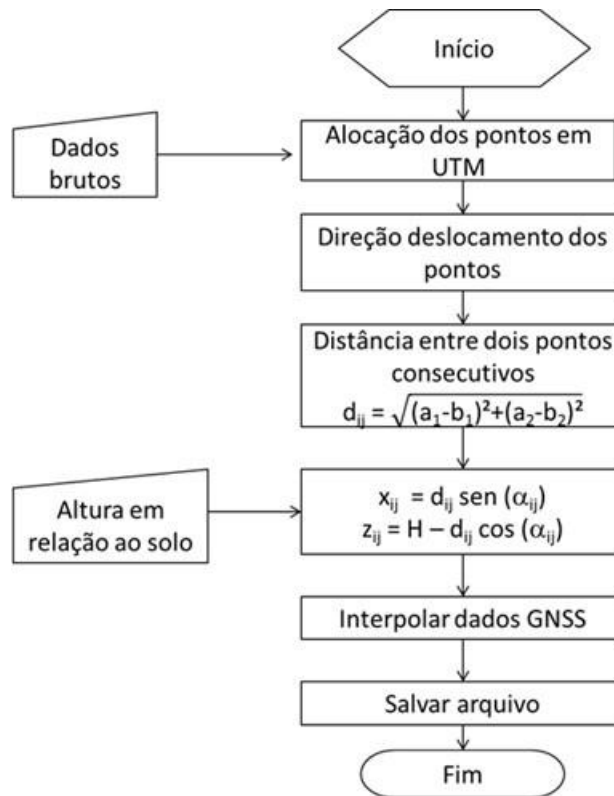 Início
Dados
brutos
Alocação dos pontos em
UTM
Direção deslocamento dos
pontos
Distância entre dois pontos
consecutivos
dᵢⱼ = √(a₁-b₁)²+(a₂-b₂)²
Altura em
relação ao solo
xᵢⱼ = dᵢⱼ sen (αᵢⱼ)
zᵢⱼ = H – dᵢⱼ cos (αᵢⱼ)
Interpolar dados GNSS
Salvar arquivo
Fim